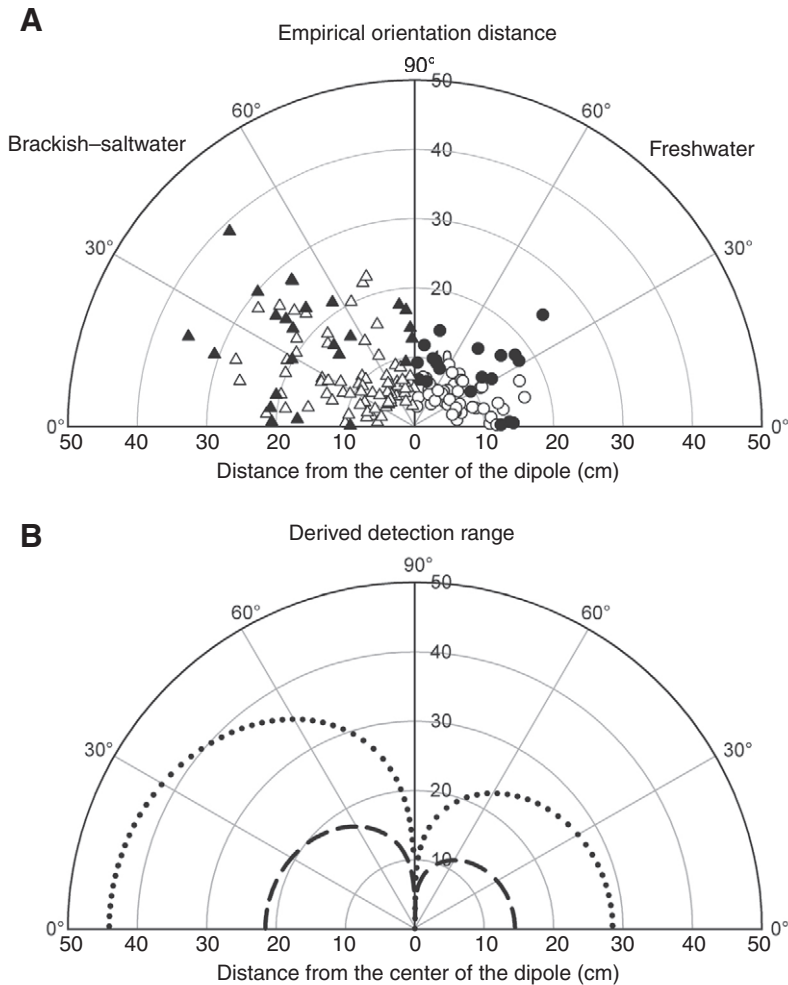 A
Empirical orientation distance
90°
50
60°
60°
Brackish–saltwater
Freshwater
40
30°
30°
30
20
10
0°
0°
50 40 30 20 10 0 10 20 30 40 50
Distance from the center of the dipole (cm)
B
Derived detection range
90°
50
60°
60°
40
30°
30°
30
20
10
0°
0°
50 40 30 20 10 0 10 20 30 40 50
Distance from the center of the dipole (cm)